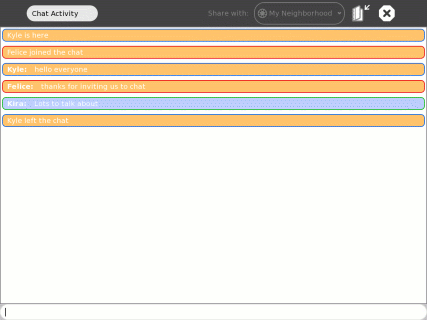 Chat Activity
Share with: My Neighborhood
Kyle is here
Felice joined the chat
Kyle: hello everyone
Felice: thanks for inviting us to chat
Kira: Lots to talk about
Kyle left the chat